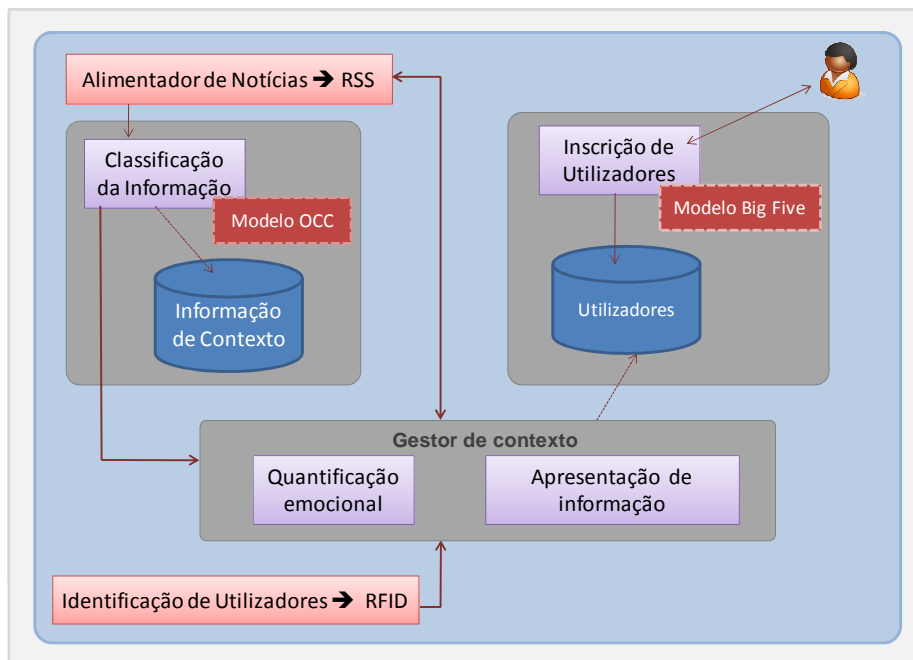 Alimentador de Notícias ➔ RSS
Classificação
da Informação
Modelo OCC
Informação
de Contexto
Inscrição de
Utilizadores
Modelo Big Five
Utilizadores
Gestor de contexto
Quantificação
emocional
Apresentação de
informação
Identificação de Utilizadores ➔ RFID